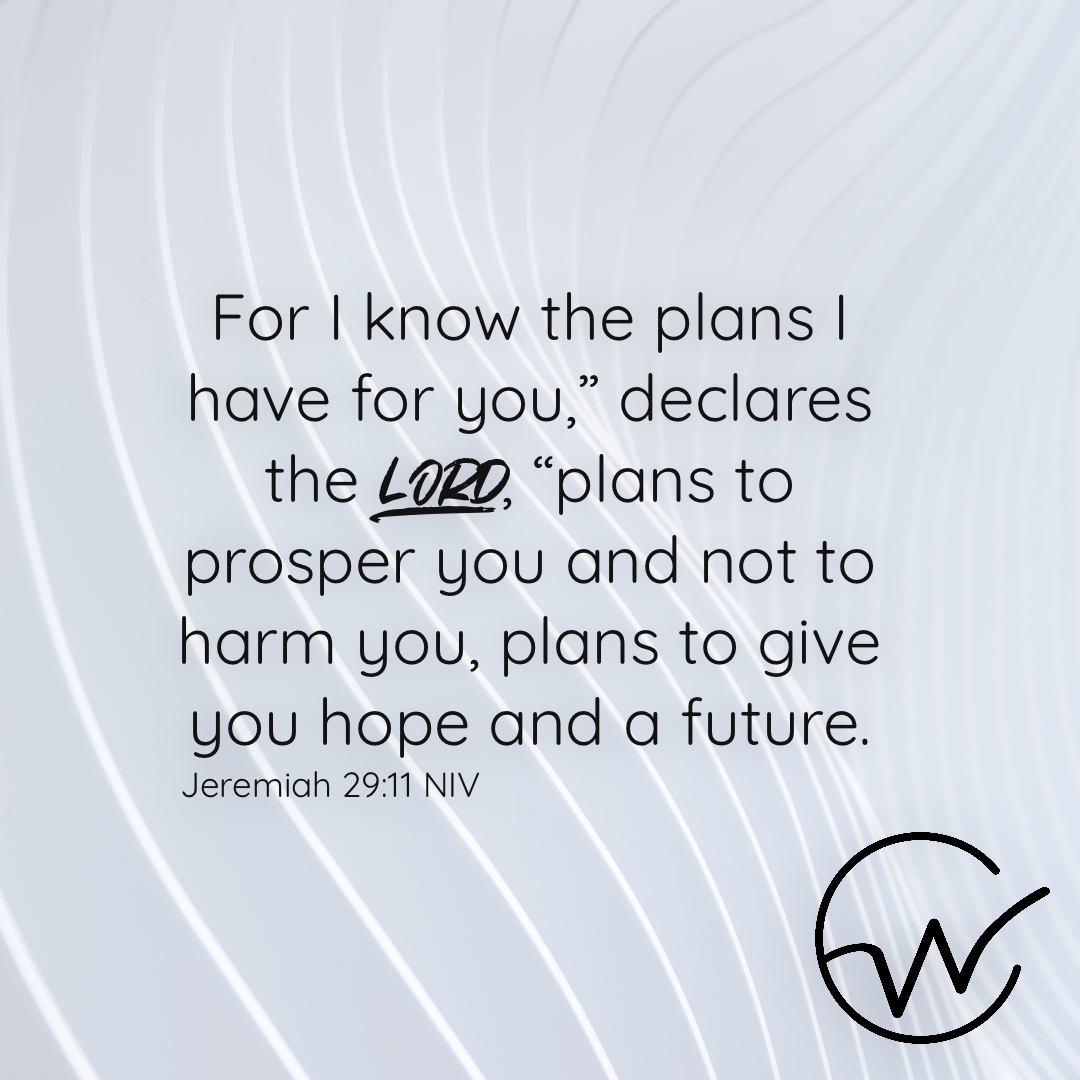 For I know the plans I
have for you,” declares
the LORD, “plans to
prosper you and not to
harm you, plans to give
you hope and a future.
Jeremiah 29:11 NIV
W